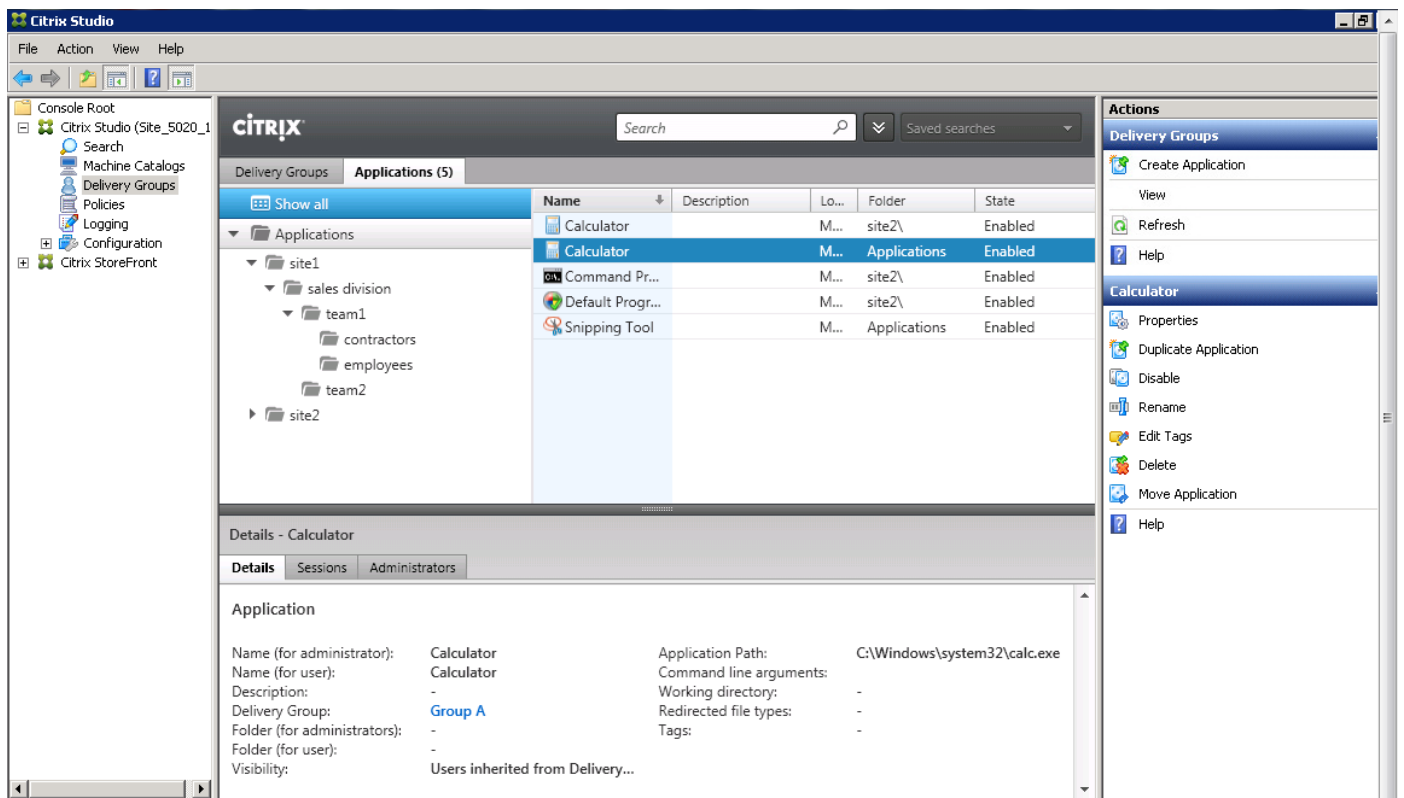 Citrix Studio
File Action View Help
Console Root
Citrix Studio (Site_5020_1
Search
Machine Catalogs
Delivery Groups
Policies
Logging
Configuration
Citrix StoreFront
CİTRIX
Search
Saved searches
Delivery Groups Applications (5)
Show all
Applications
site1
sales division
team1
contractors
employees
team2
site2
Name Description Lo... Folder State
Calculator M... site2\ Enabled
Calculator M... Applications Enabled
Command Pr... M... site2\ Enabled
Default Progr... M... site2\ Enabled
Snipping Tool M... Applications Enabled
Details - Calculator
Details Sessions Administrators
Application
Name (for administrator): Calculator
Name (for user): Calculator
Description: -
Delivery Group: Group A
Folder (for administrators): -
Folder (for user): -
Visibility: Users inherited from Delivery...
Application Path: C:\Windows\system32\calc.exe
Command line arguments:
Working directory: -
Redirected file types: -
Tags: -
Actions
Delivery Groups
Create Application
View
Refresh
Help
Calculator
Properties
Duplicate Application
Disable
Rename
Edit Tags
Delete
Move Application
Help